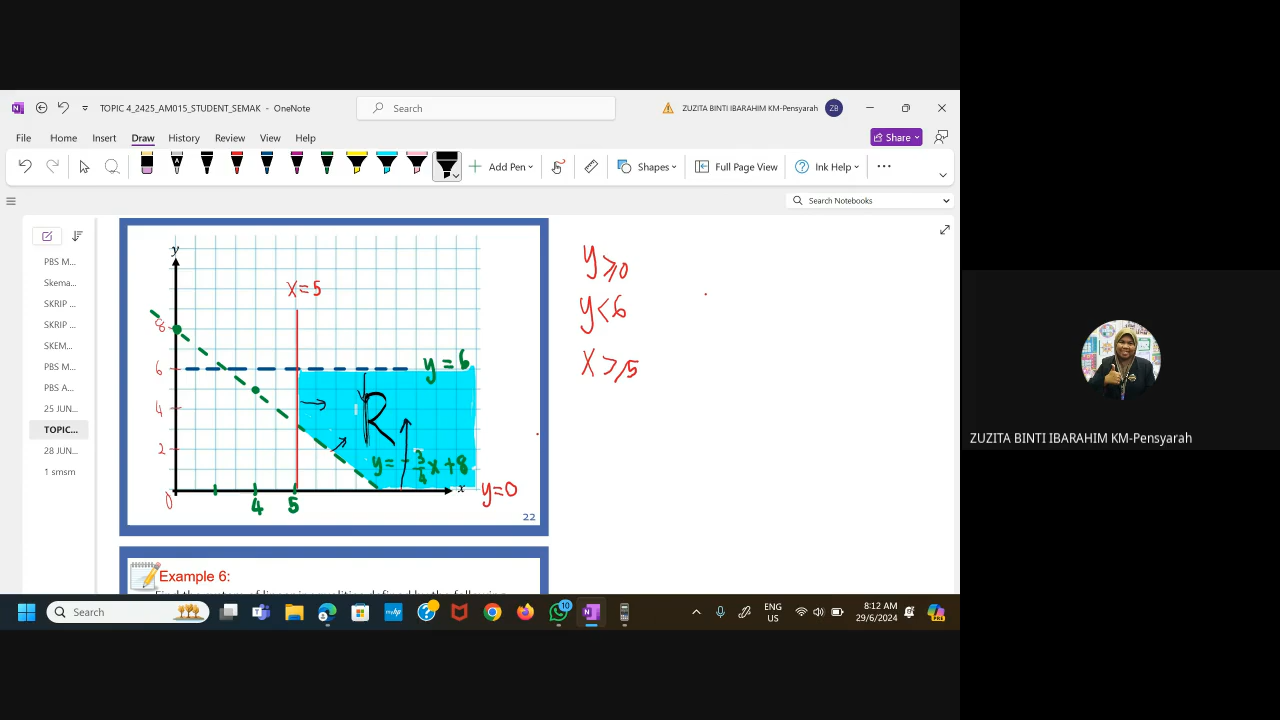 TOPIC 4_2425_AM015_STUDENT_SEMAK - OneNote
Search
ZUZITA BINTI IBARAHIM KM-Pensyarah
ZB
File
Home
Insert
Draw
History
Review
View
Help
Share
Add Pen
Shapes
Full Page View
Ink Help
Search Notebooks
PBS M...
Skema...
SKRIP ...
SKRIP ...
SKEM...
PBS M...
PBS A...
25 JUN...
TOPIC...
28 JUN...
1 smsm
y
x = 5
8
6
y = 6
4
R
2
y = - 3/4 x + 8
x
y=0
0
4
5
22
y ⩾ 0
y < 6
x ⩾ 5
Example 6:
ZUZITA BINTI IBARAHIM KM-Pensyarah
Search
10
ENG
US
8:12 AM
29/6/2024